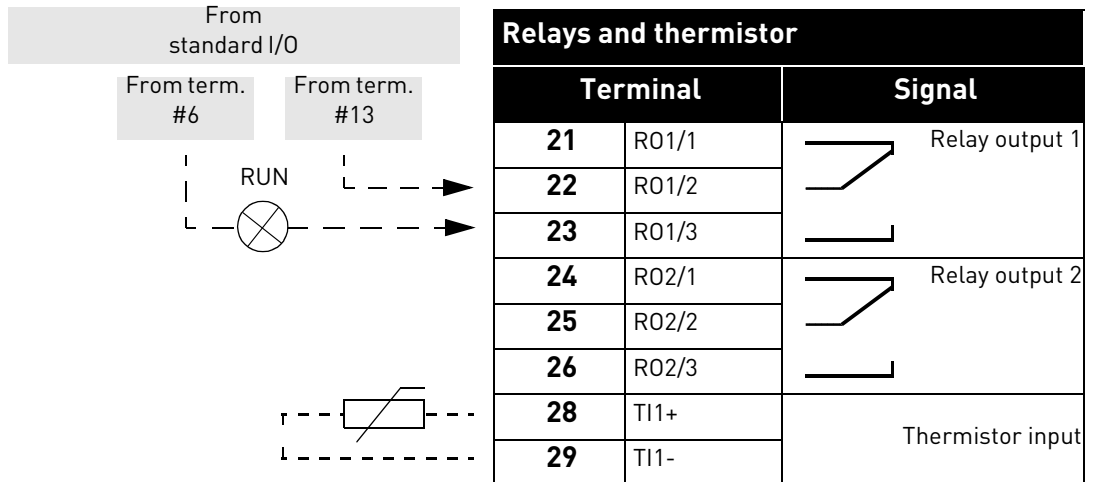 From
standard I/O
From term.
#6
From term.
#13
RUN
Relays and thermistor
Terminal Signal
21 RO1/1 Relay output 1
22 RO1/2
23 RO1/3
24 RO2/1 Relay output 2
25 RO2/2
26 RO2/3
28 TI1+
Thermistor input
29 TI1-